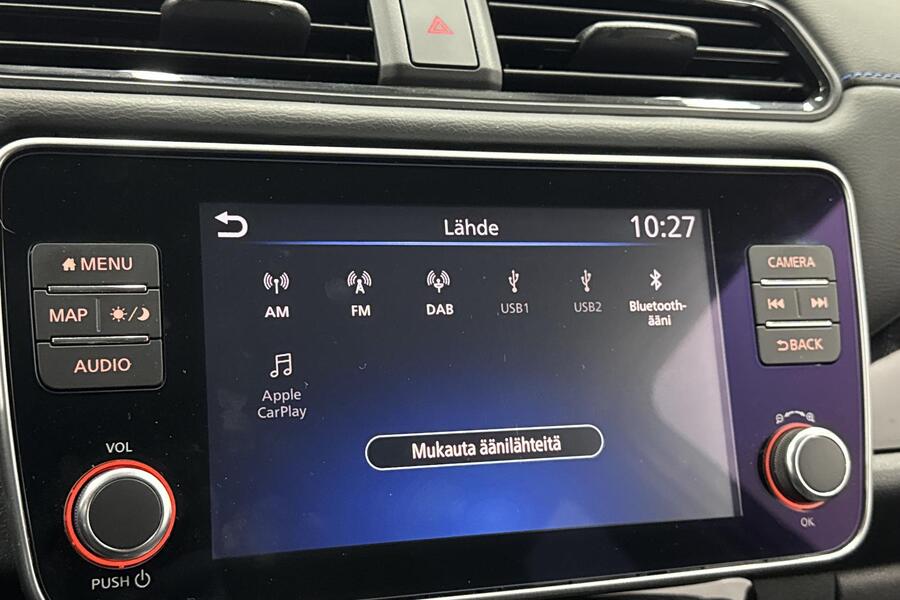 Lähde
10:27
MENU
MAP
AUDIO
VOL
PUSH
AM
FM
DAB
USB1
USB2
Bluetooth-
ääni
Apple
CarPlay
Mukauta äänilähteitä
CAMERA
BACK
OK